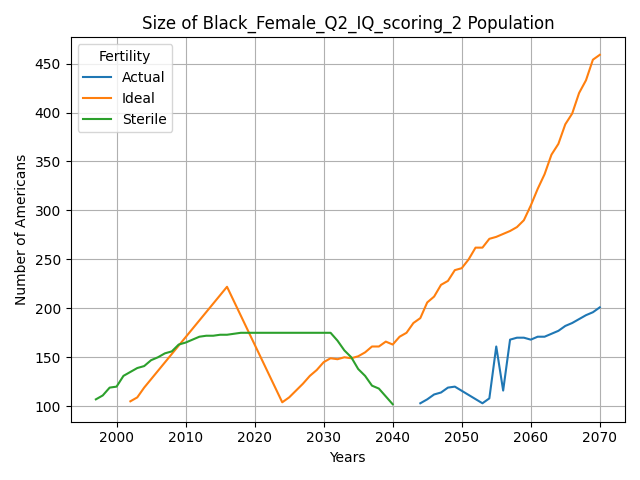 Size of Black_Female_Q2_IQ_scoring_2 Population
Fertility
Actual
Ideal
Sterile
Number of Americans
450
400
350
300
250
200
150
100
2000 2010 2020 2030 2040 2050 2060 2070
Years